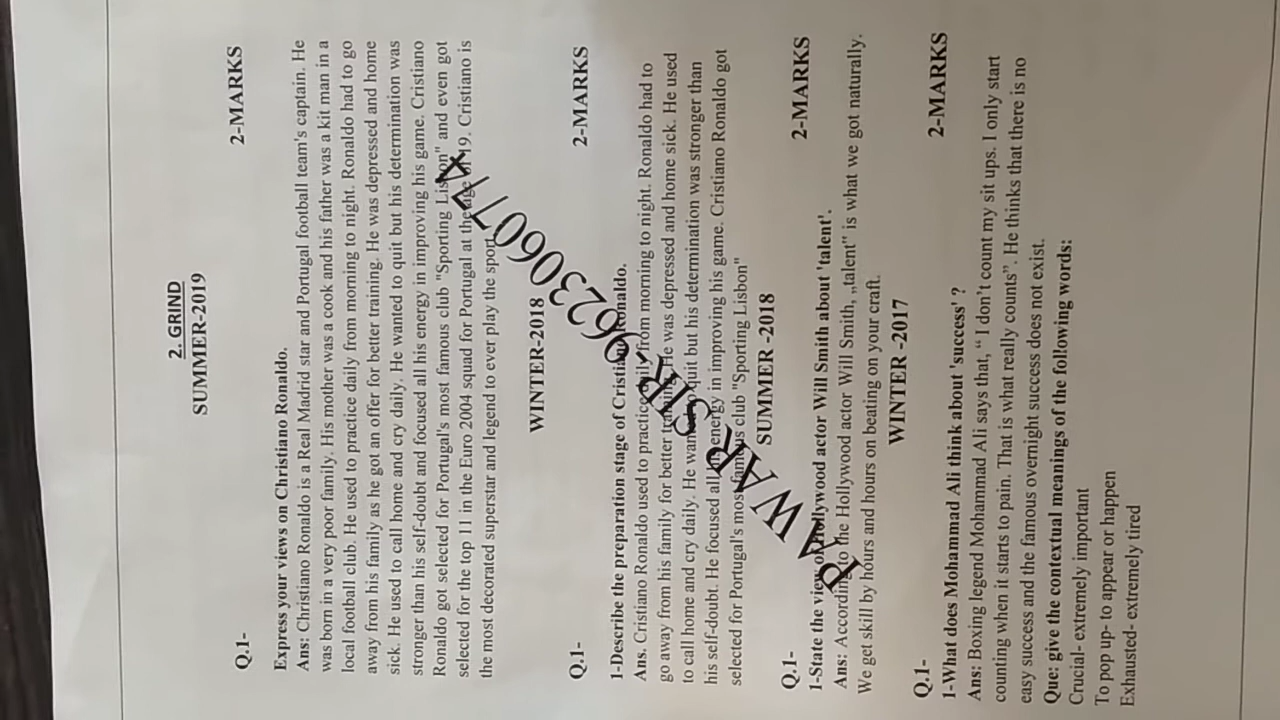 2. GRIND
SUMMER-2019
Q.1- 2-MARKS
Express your views on Christiano Ronaldo.
Ans: Christiano Ronaldo is a Real Madrid star and Portugal football team's captain. He
was born in a very poor family. His mother was a cook and his father was a kit man in a
local football club. He used to practice daily from morning to night. Ronaldo had to go
away from his family as he got an offer for better training. He was depressed and home
sick. He used to call home and cry daily. He wanted to quit but his determination was
stronger than his self-doubt and focused all his energy in improving his game. Cristiano
Ronaldo got selected for Portugal's most famous club "Sporting Lisbon" and even got
selected for the top 11 in the Euro 2004 squad for Portugal at the age of 19. Cristiano is
the most decorated superstar and legend to ever play the sport.
WINTER-2018
Q.1- 2-MARKS
1-Describe the preparation stage of Cristiano Ronaldo.
Ans. Cristiano Ronaldo used to practice daily from morning to night. Ronaldo had to
go away from his family for better training. He was depressed and home sick. He used
to call home and cry daily. He wanted to quit but his determination was stronger than
his self-doubt. He focused all his energy in improving his game. Cristiano Ronaldo got
selected for Portugal's most famous club "Sporting Lisbon"
SUMMER -2018
Q.1- 2-MARKS
1-State the view of Hollywood actor Will Smith about 'talent'.
Ans: According to the Hollywood actor Will Smith, „talent" is what we got naturally.
We get skill by hours and hours on beating on your craft.
WINTER -2017
Q.1- 2-MARKS
1-What does Mohammad Ali think about 'success' ?
Ans: Boxing legend Mohammad Ali says that, “ I don't count my sit ups. I only start
counting when it starts to pain. That is what really counts”. He thinks that there is no
easy success and the famous overnight success does not exist.
Que: give the contextual meanings of the following words:
Crucial- extremely important
To pop up- to appear or happen
Exhausted- extremely tired
PAWAR SIR-9623060774